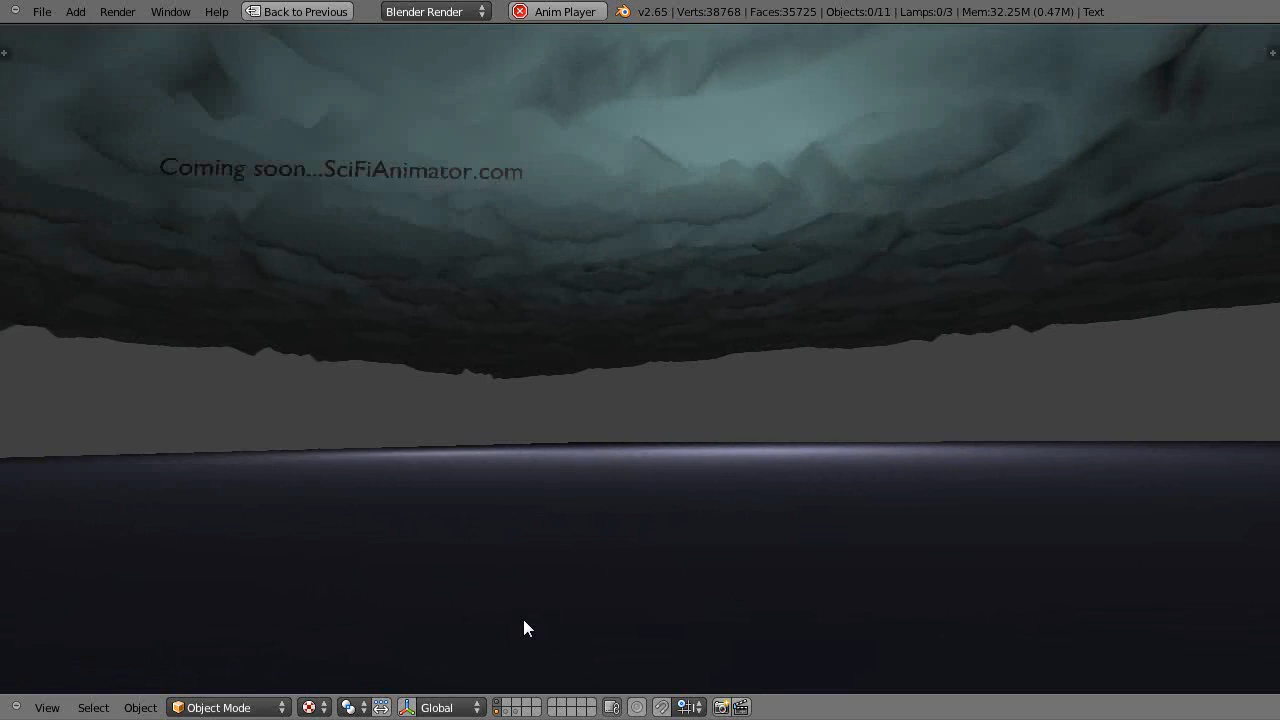 File Add Render Window Help Back to Previous Blender Render Anim Player v2.65 | Verts:38768 | Faces:35725 | Objects:0/11 | Lamps:0/3 | Mem:32.25M (0.47M) | Text
Coming soon...SciFiAnimator.com
View Select Object Object Mode Global